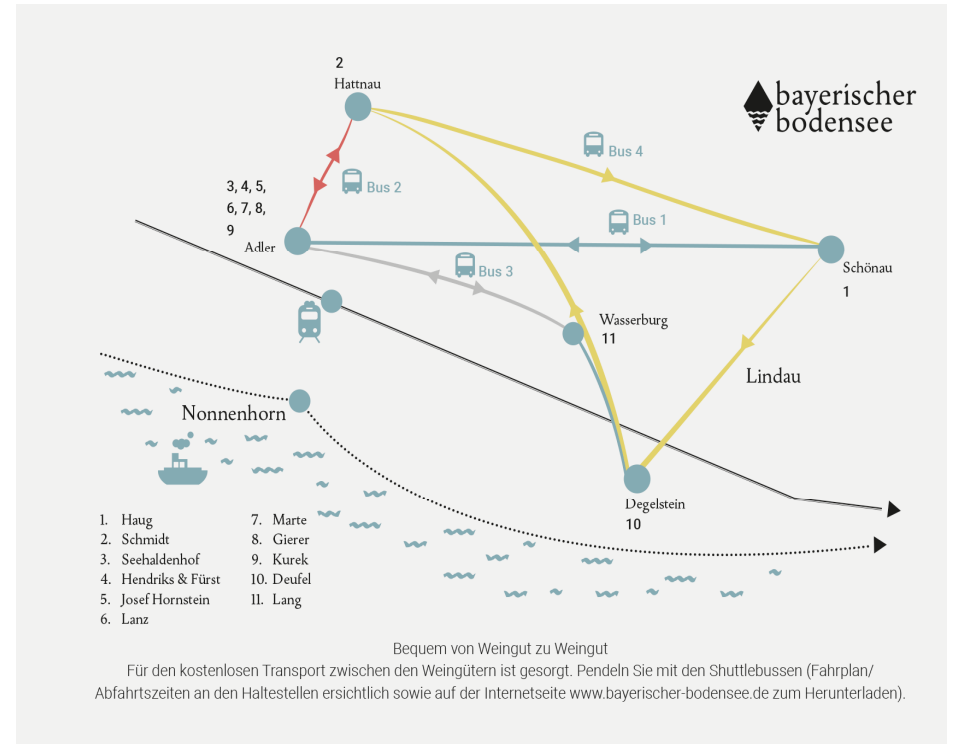 2
Hattnau
bayerischer
bodensee
Bus 4
3, 4, 5,
6, 7, 8,
9
Adler
Bus 2
Bus 1
Bus 3
Schönau
1
Wasserburg
11
Lindau
Nonnenhorn
Degelstein
10
1. Haug
2. Schmidt
3. Seehaldenhof
4. Hendriks & Fürst
5. Josef Hornstein
6. Lanz
7. Marte
8. Gierer
9. Kurek
10. Deufel
11. Lang
Bequem von Weingut zu Weingut
Für den kostenlosen Transport zwischen den Weingütern ist gesorgt. Pendeln Sie mit den Shuttlebussen (Fahrplan/
Abfahrtszeiten an den Haltestellen ersichtlich sowie auf der Internetseite www.bayerischer-bodensee.de zum Herunterladen).